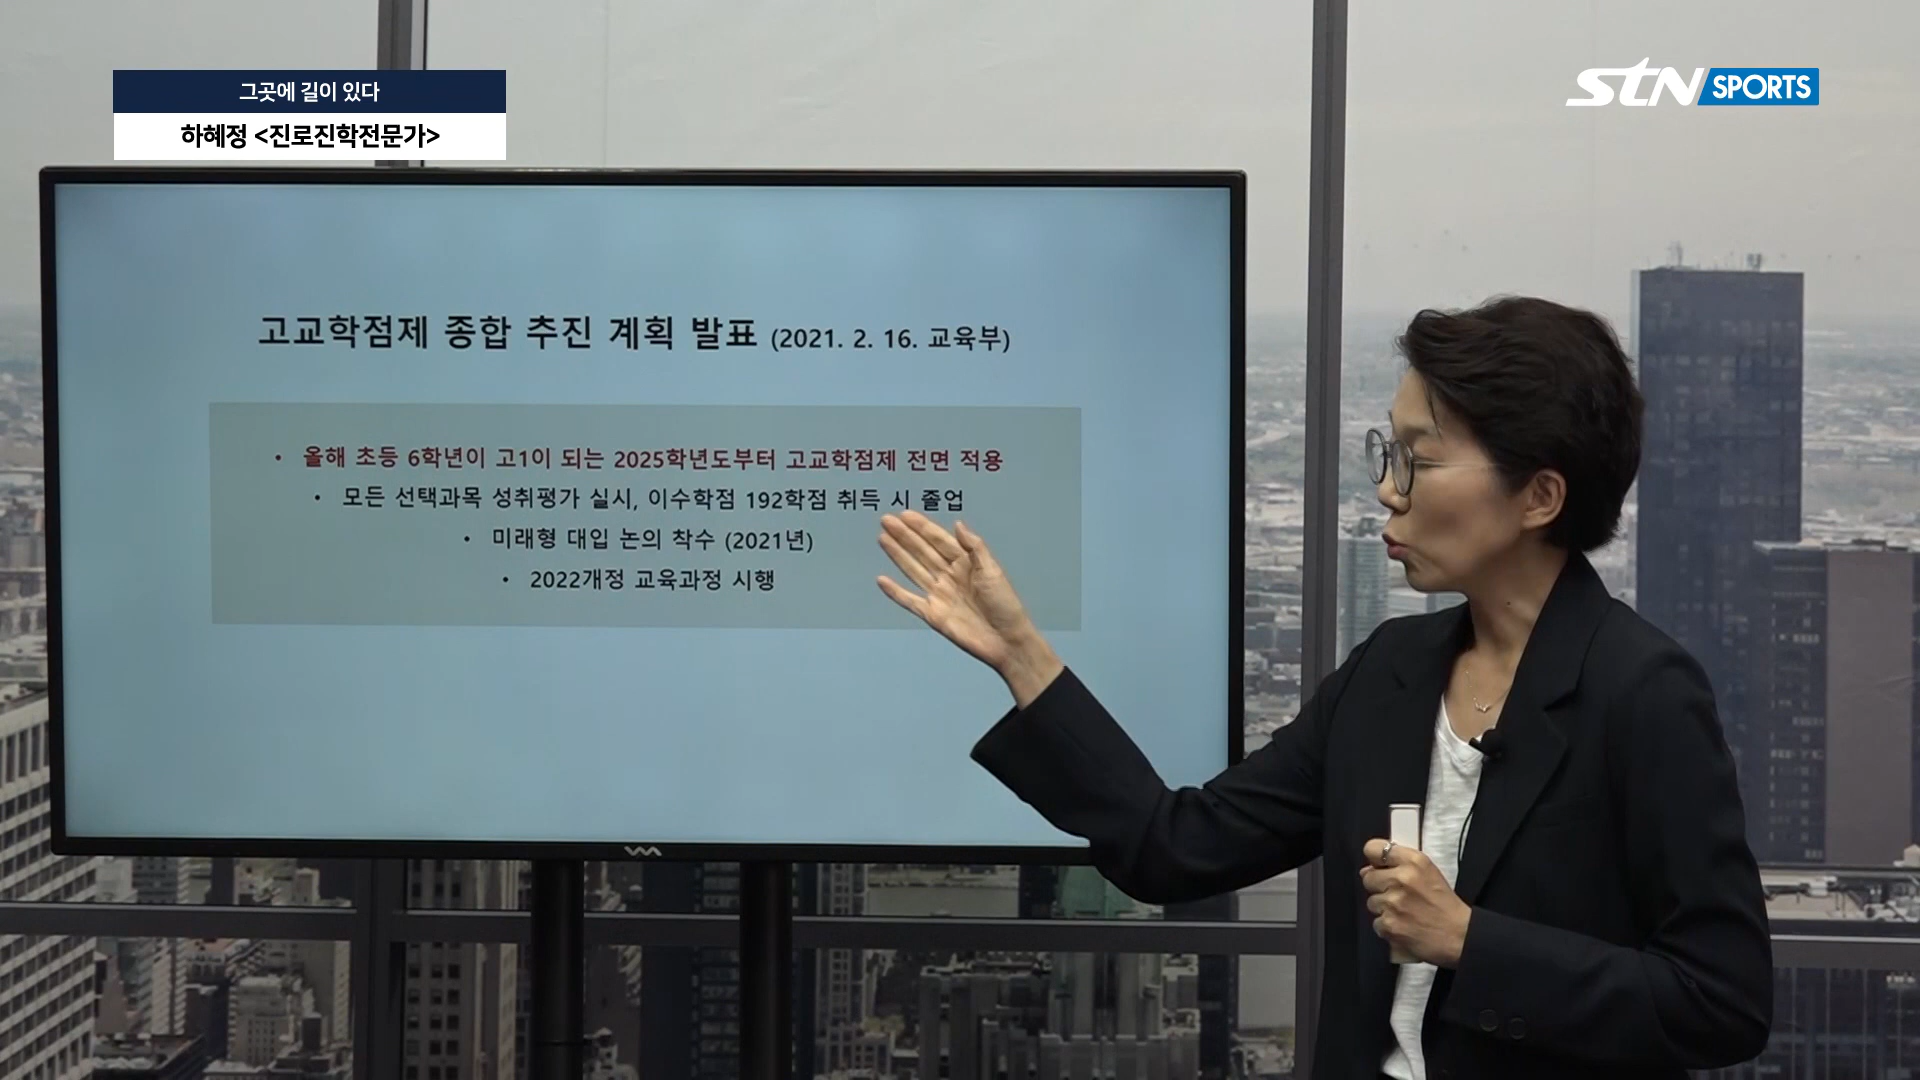 그곳에 길이 있다
하혜정 <진로진학전문가>
STN SPORTS
고교학점제 종합 추진 계획 발표 (2021. 2. 16. 교육부)
• 올해 초등 6학년이 고1이 되는 2025학년도부터 고교학점제 전면 적용
• 모든 선택과목 성취평가 실시, 이수학점 192학점 취득 시 졸업
• 미래형 대입 논의 착수 (2021년)
• 2022개정 교육과정 시행